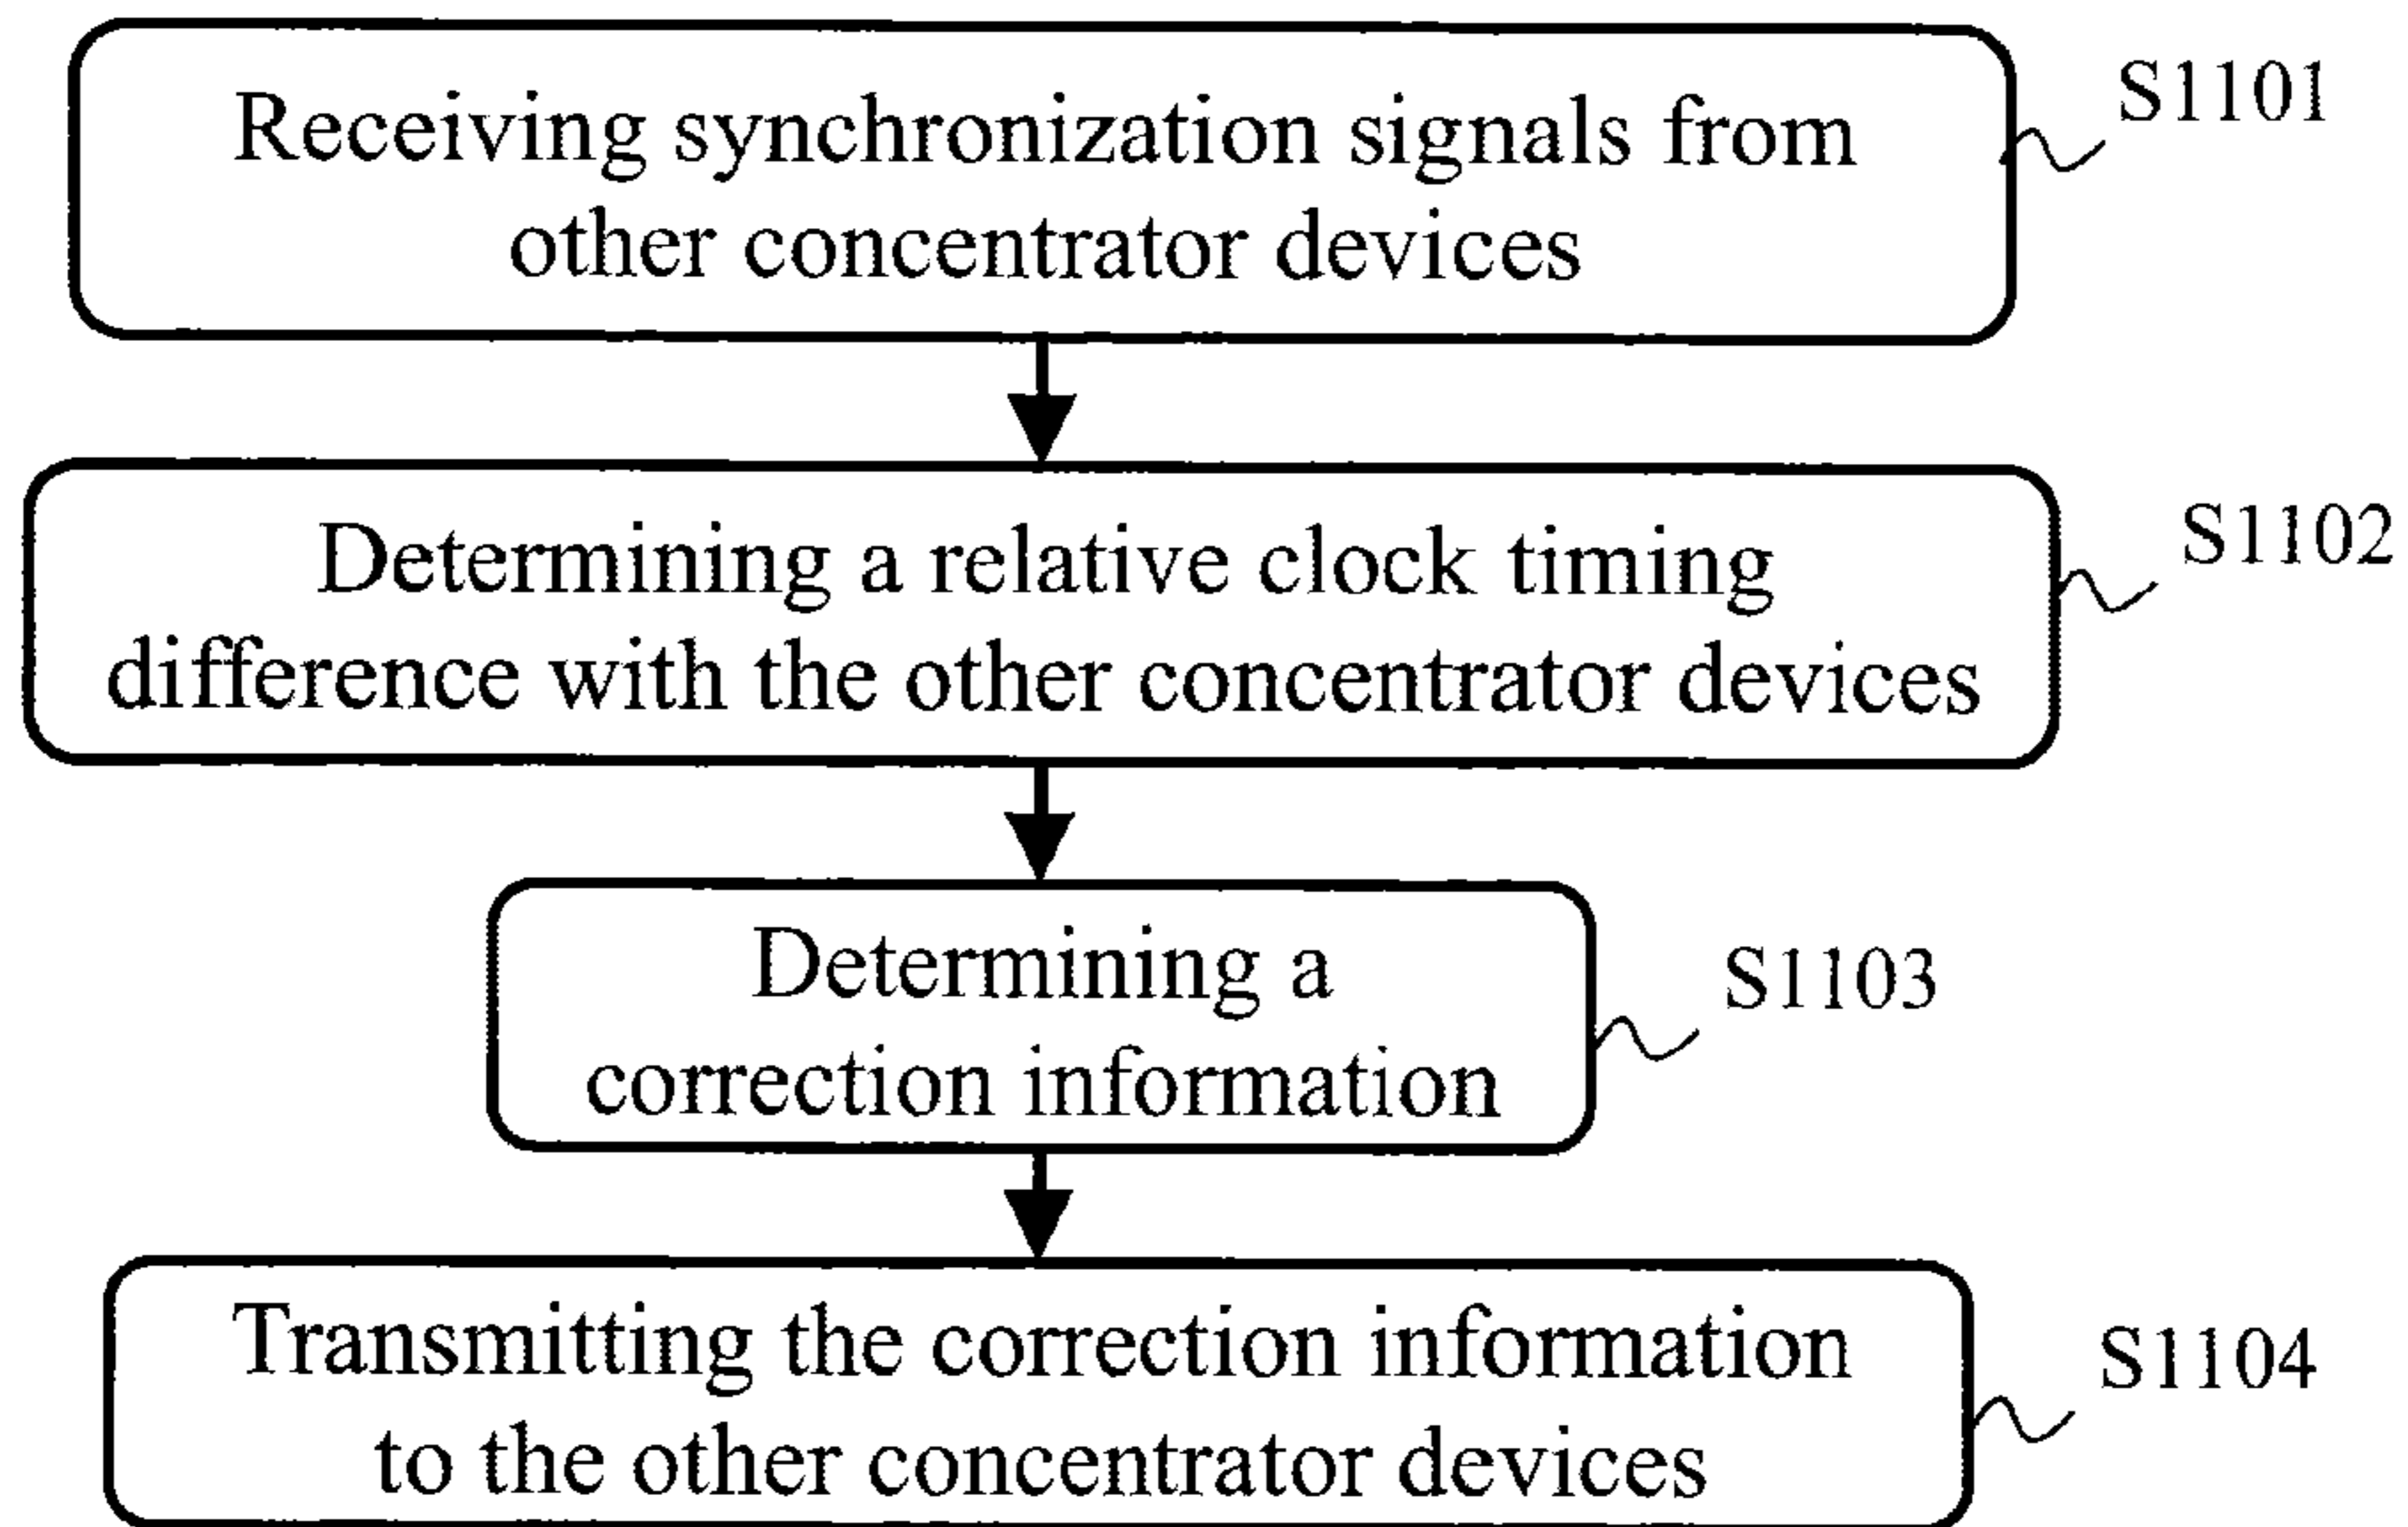 Receiving synchronization signals from
other concentrator devices
S1101
Determining a relative clock timing
difference with the other concentrator devices
S1102
Determining a
correction information
S1103
Transmitting the correction information
to the other concentrator devices
S1104